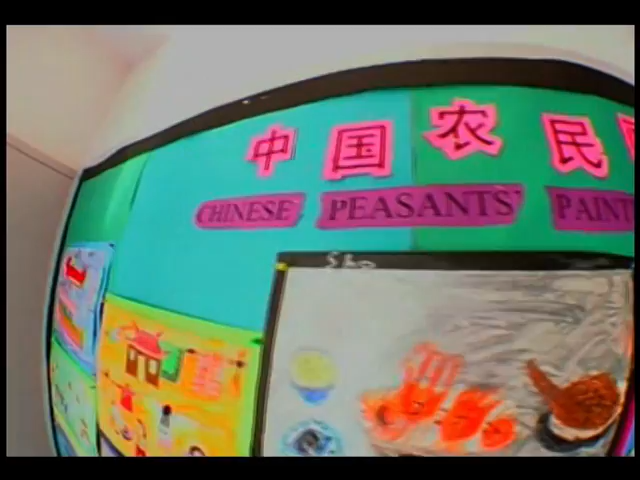 中国农民
CHINESE PEASANTS' PAINT